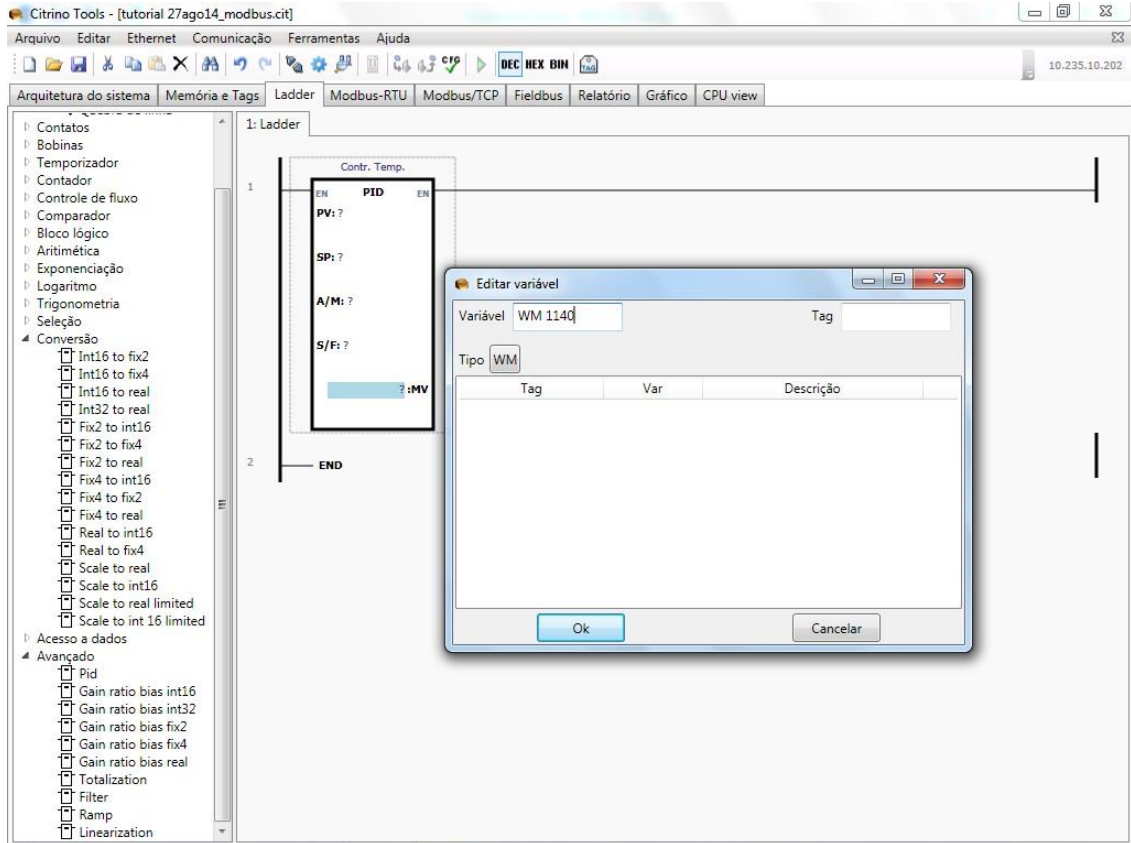 Citrino Tools - [tutorial 27ago14_modbus.cit]
Arquivo Editar Ethernet Comunicação Ferramentas Ajuda
DEC HEX BIN TAG
10.235.10.202
Arquitetura do sistema Memória e Tags Ladder Modbus-RTU Modbus/TCP Fieldbus Relatório Gráfico CPU view
Contatos
Bobinas
Temporizador
Contador
Controle de fluxo
Comparador
Bloco lógico
Aritimética
Exponenciação
Logaritmo
Trigonometria
Seleção
Conversão
Int16 to fix2
Int16 to fix4
Int16 to real
Int32 to real
Fix2 to int16
Fix2 to fix4
Fix2 to real
Fix4 to int16
Fix4 to fix2
Fix4 to real
Real to int16
Real to fix4
Scale to real
Scale to int16
Scale to real limited
Scale to int 16 limited
Acesso a dados
Avançado
Pid
Gain ratio bias int16
Gain ratio bias int32
Gain ratio bias fix2
Gain ratio bias fix4
Gain ratio bias real
Totalization
Filter
Ramp
Linearization
1: Ladder
Contr. Temp.
1
EN PID EN
PV: ?
SP: ?
A/M: ?
S/F: ?
? :MV
2 END
Editar variável
Variável WM 1140 Tag
Tipo WM
Tag Var Descrição
Ok Cancelar